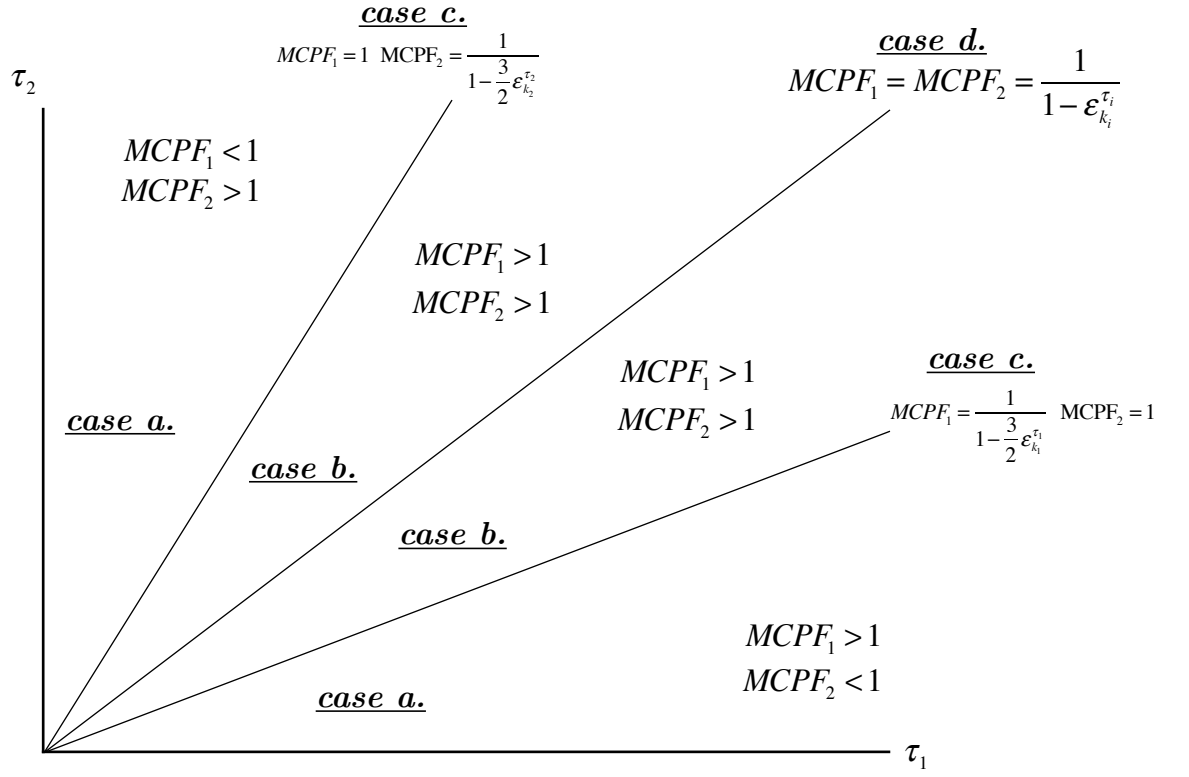 case c.
MCPF₁ = 1 MCPF₂ = 1 / (1 − 3/2 ε_{k₂}^{τ₂})
case d.
MCPF₁ = MCPF₂ = 1 / (1 − ε_{k_i}^{τ_i})
τ₂
MCPF₁ < 1
MCPF₂ > 1
MCPF₁ > 1
MCPF₂ > 1
MCPF₁ > 1
MCPF₂ > 1
case c.
MCPF₁ = 1 / (1 − 3/2 ε_{k₁}^{τ₁}) MCPF₂ = 1
case a.
case b.
case b.
MCPF₁ > 1
MCPF₂ < 1
case a.
τ₁